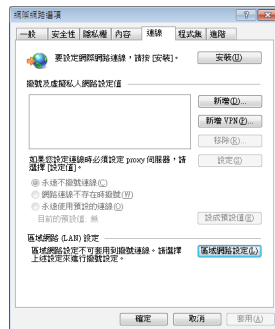 網際網路選項
一般 安全性 隱私權 內容 連線 程式集 進階
要設定網際網路連線，請按 [安裝]。 安裝(U)
撥號及虛擬私人網路設定值
新增(D)...
新增 VPN(P)...
移除(R)...
如果您設定連線時必須設定 proxy 伺服器，請
選擇 [設定值]。
設定(S)
永遠不撥號連線(C)
網路連線不存在時撥號(W)
永遠使用預設的連線(O)
目前的預設值: 無 設成預設值(E)
區域網路 (LAN) 設定
區域網路設定不可套用到撥號連線。請選擇
上述設定來進行撥號設定。
區域網路設定(L)
確定 取消 套用(A)